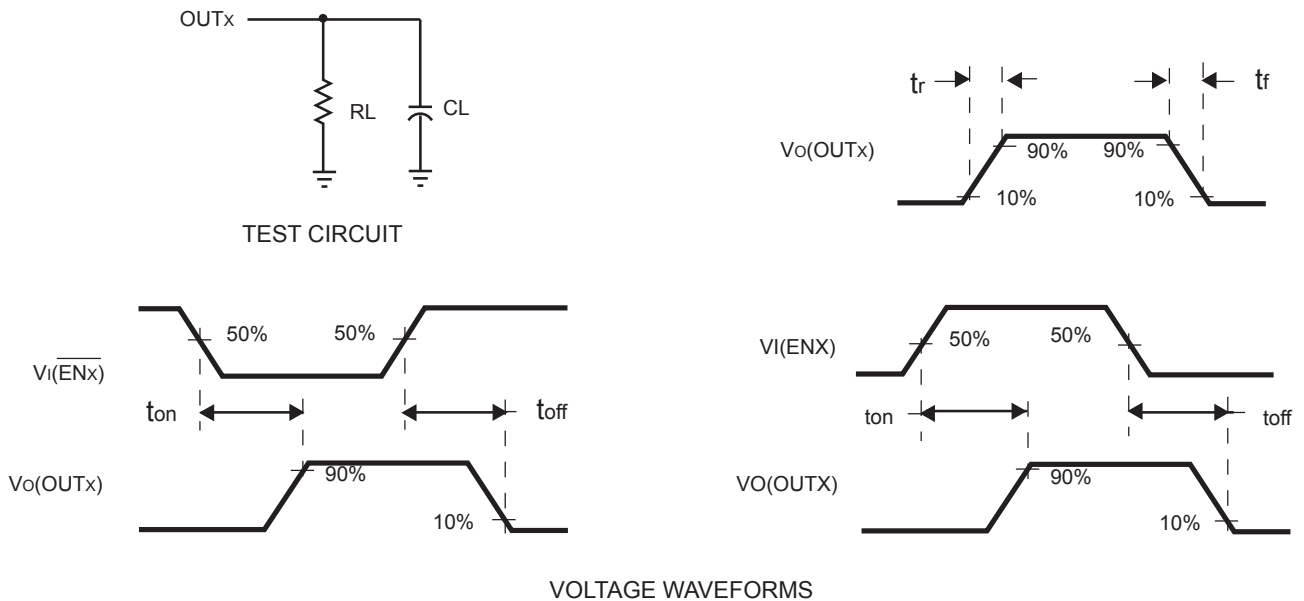 OUTx
RL
CL
TEST CIRCUIT
tr
tf
VO(OUTx)
90%
90%
10%
10%
50%
50%
VI(ENx)
ton
toff
VO(OUTx)
90%
10%
50%
50%
VI(ENX)
ton
toff
VO(OUTX)
90%
10%
VOLTAGE WAVEFORMS